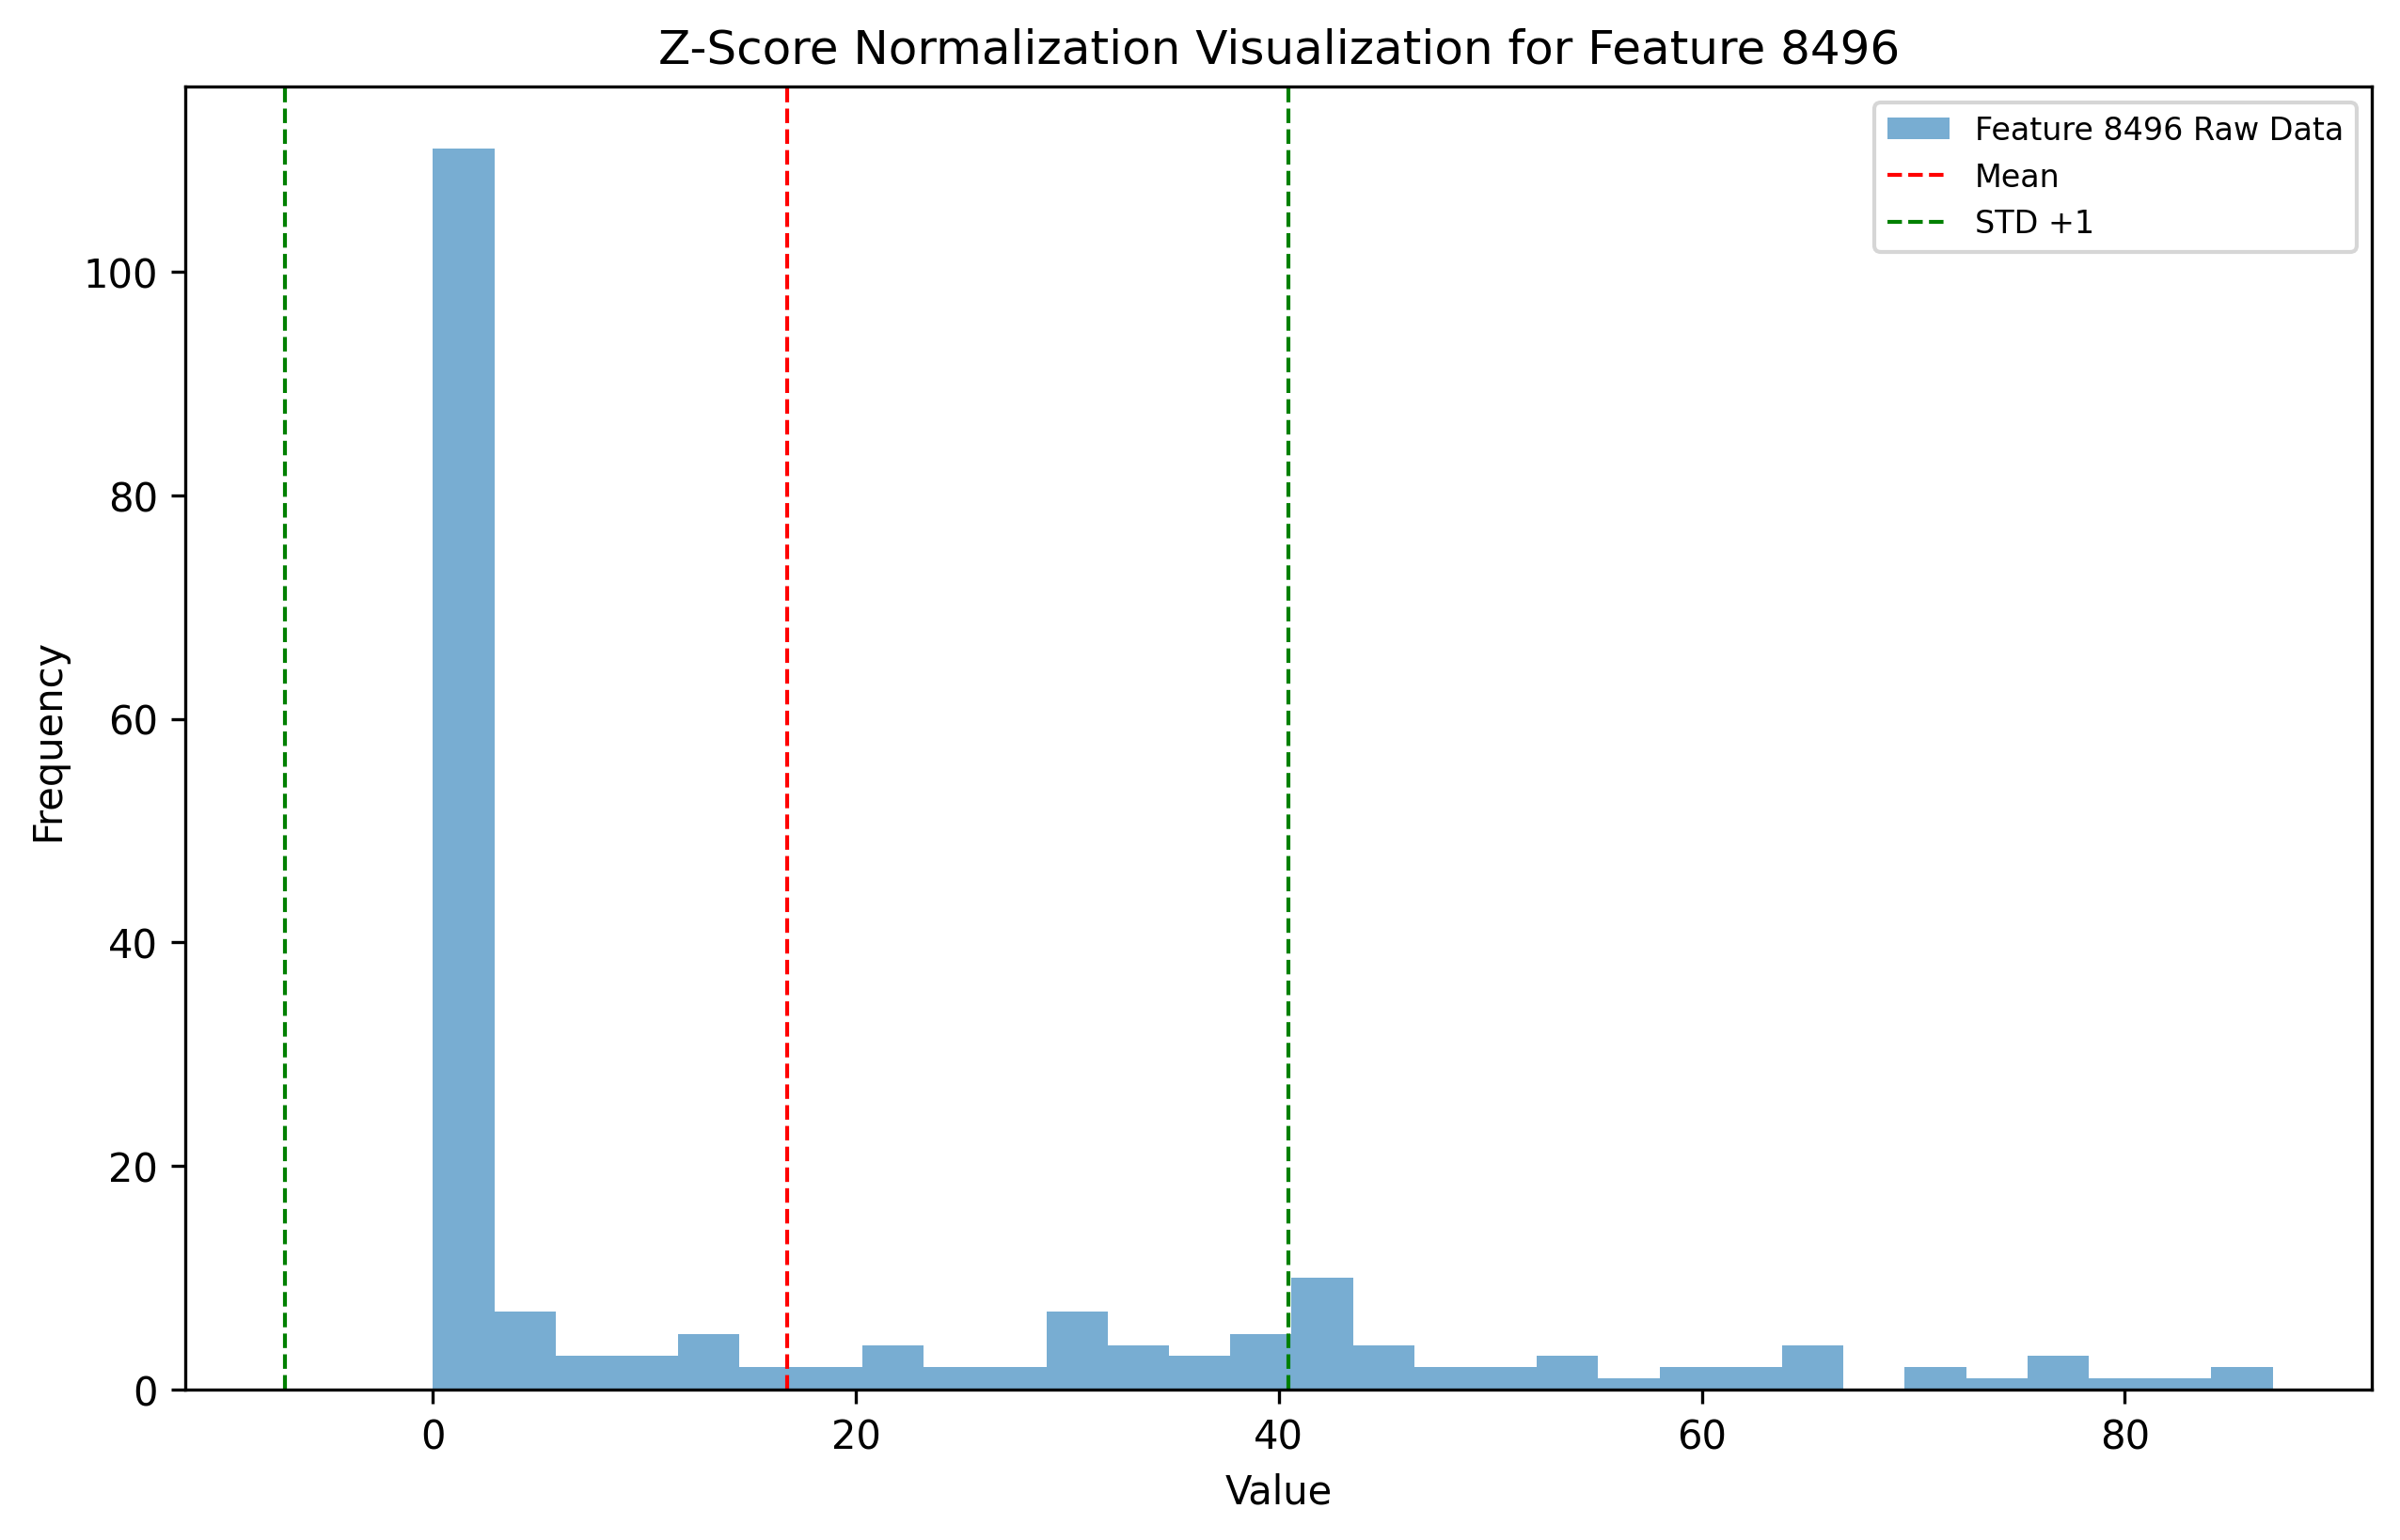 Z-Score Normalization Visualization for Feature 8496
Feature 8496 Raw Data
Mean
STD +1
100
80
60
40
20
0
Frequency
0 20 40 60 80
Value